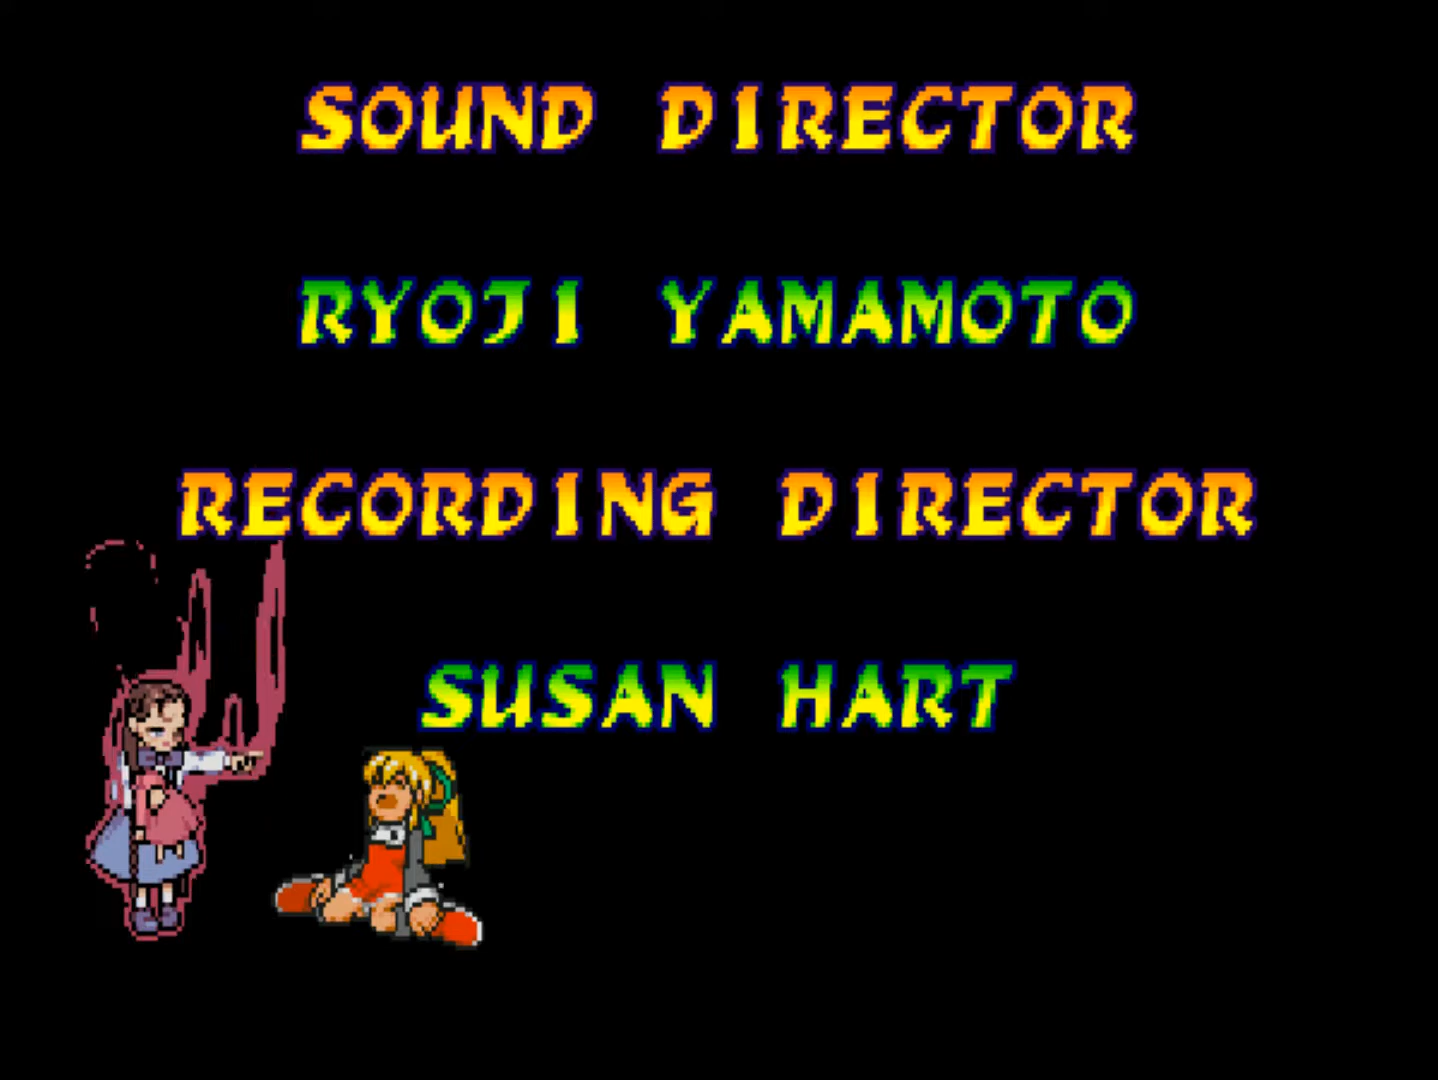 SOUND DIRECTOR
RYOJI YAMAMOTO
RECORDING DIRECTOR
SUSAN HART